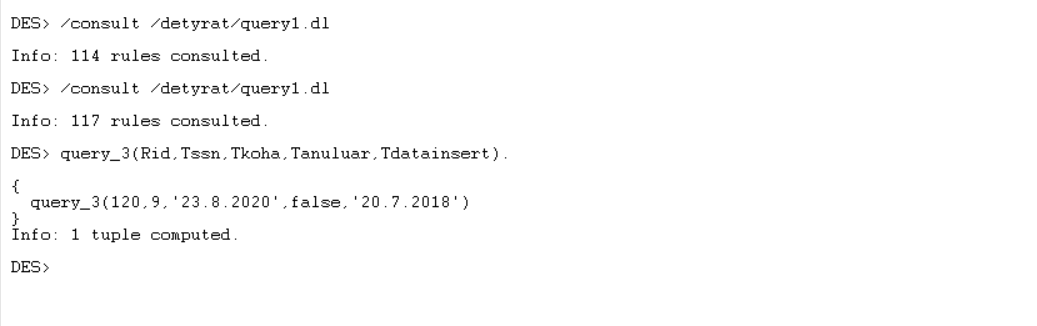 DES> /consult /detyrat/query1.dl
Info: 114 rules consulted.
DES> /consult /detyrat/query1.dl
Info: 117 rules consulted.
DES> query_3(Rid,Tssn,Tkoha,Tanuluar,Tdatainsert).
{
  query_3(120,9,'23.8.2020',false,'20.7.2018')
}
Info: 1 tuple computed.
DES>